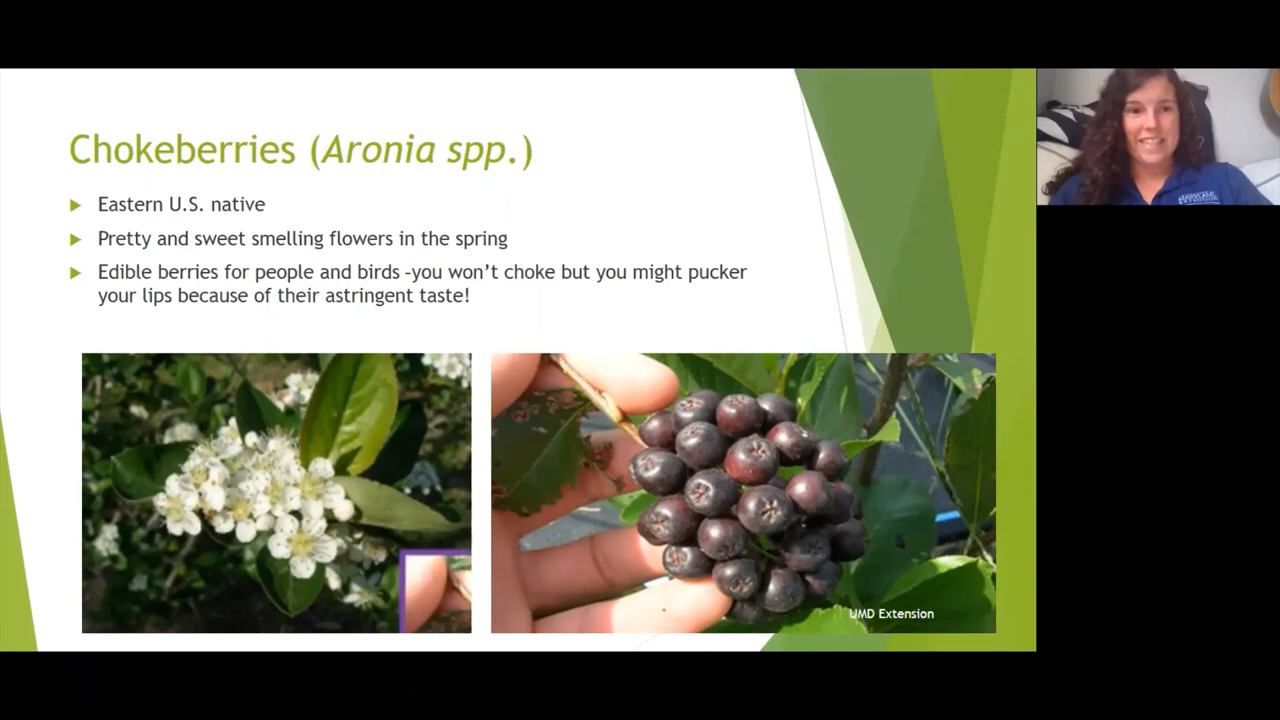 Chokeberries (Aronia spp.)
Eastern U.S. native
Pretty and sweet smelling flowers in the spring
Edible berries for people and birds –you won't choke but you might pucker
your lips because of their astringent taste!
UMD Extension